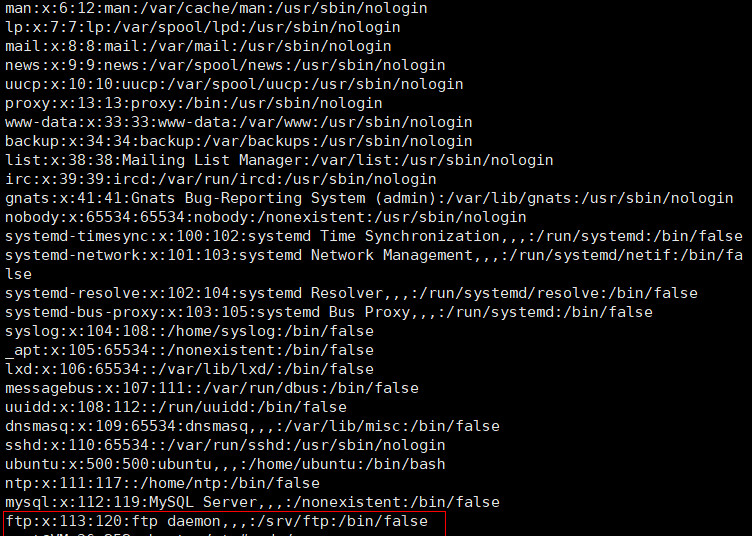 man:x:6:12:man:/var/cache/man:/usr/sbin/nologin
lp:x:7:7:lp:/var/spool/lpd:/usr/sbin/nologin
mail:x:8:8:mail:/var/mail:/usr/sbin/nologin
news:x:9:9:news:/var/spool/news:/usr/sbin/nologin
uucp:x:10:10:uucp:/var/spool/uucp:/usr/sbin/nologin
proxy:x:13:13:proxy:/bin:/usr/sbin/nologin
www-data:x:33:33:www-data:/var/www:/usr/sbin/nologin
backup:x:34:34:backup:/var/backups:/usr/sbin/nologin
list:x:38:38:Mailing List Manager:/var/list:/usr/sbin/nologin
irc:x:39:39:ircd:/var/run/ircd:/usr/sbin/nologin
gnats:x:41:41:Gnats Bug-Reporting System (admin):/var/lib/gnats:/usr/sbin/nologin
nobody:x:65534:65534:nobody:/nonexistent:/usr/sbin/nologin
systemd-timesync:x:100:102:systemd Time Synchronization,,,:/run/systemd:/bin/false
systemd-network:x:101:103:systemd Network Management,,,:/run/systemd/netif:/bin/fa
lse
systemd-resolve:x:102:104:systemd Resolver,,,:/run/systemd/resolve:/bin/false
systemd-bus-proxy:x:103:105:systemd Bus Proxy,,,:/run/systemd:/bin/false
syslog:x:104:108::/home/syslog:/bin/false
_apt:x:105:65534::/nonexistent:/bin/false
lxd:x:106:65534::/var/lib/lxd/:/bin/false
messagebus:x:107:111::/var/run/dbus:/bin/false
uuidd:x:108:112::/run/uuidd:/bin/false
dnsmasq:x:109:65534:dnsmasq,,,:/var/lib/misc:/bin/false
sshd:x:110:65534::/var/run/sshd:/usr/sbin/nologin
ubuntu:x:500:500:ubuntu,,,:/home/ubuntu:/bin/bash
ntp:x:111:117::/home/ntp:/bin/false
mysql:x:112:119:MySQL Server,,,:/nonexistent:/bin/false
ftp:x:113:120:ftp daemon,,,:/srv/ftp:/bin/false